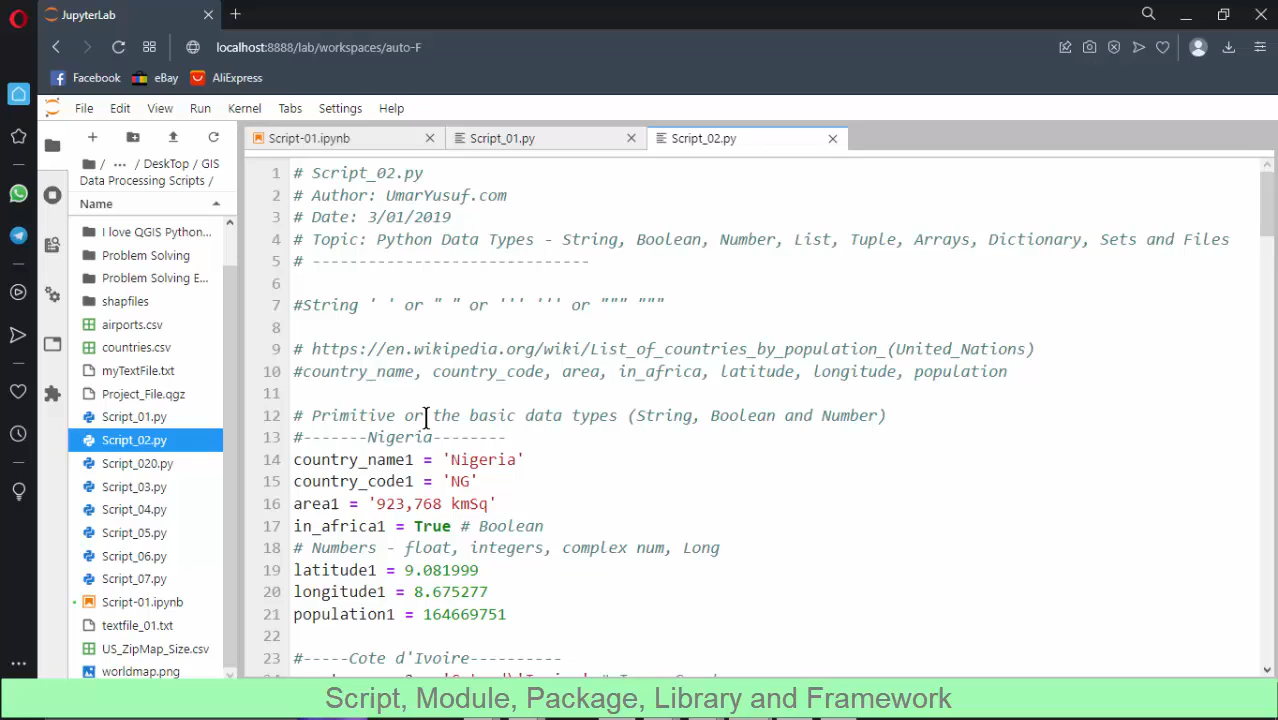 JupyterLab
localhost:8888/lab/workspaces/auto-F
Facebook eBay AliExpress
File Edit View Run Kernel Tabs Settings Help
/ ... / DeskTop / GIS
Data Processing Scripts /
Name
I love QGIS Python...
Problem Solving
Problem Solving E...
shapfiles
airports.csv
countries.csv
myTextFile.txt
Project_File.qgz
Script_01.py
Script_02.py
Script_020.py
Script_03.py
Script_04.py
Script_05.py
Script_06.py
Script_07.py
Script-01.ipynb
textfile_01.txt
US_ZipMap_Size.csv
worldmap.png
Script-01.ipynb Script_01.py Script_02.py
1 # Script_02.py
2 # Author: UmarYusuf.com
3 # Date: 3/01/2019
4 # Topic: Python Data Types - String, Boolean, Number, List, Tuple, Arrays, Dictionary, Sets and Files
5 # ------------------------------
6
7 #String ' ' or " " or ''' ''' or """ """
8
9 # https://en.wikipedia.org/wiki/List_of_countries_by_population_(United_Nations)
10 #country_name, country_code, area, in_africa, latitude, longitude, population
11
12 # Primitive or the basic data types (String, Boolean and Number)
13 #-------Nigeria--------
14 country_name1 = 'Nigeria'
15 country_code1 = 'NG'
16 area1 = '923,768 kmSq'
17 in_africa1 = True # Boolean
18 # Numbers - float, integers, complex num, Long
19 latitude1 = 9.081999
20 longitude1 = 8.675277
21 population1 = 164669751
22
23 #-----Cote d'Ivoire----------
Script, Module, Package, Library and Framework